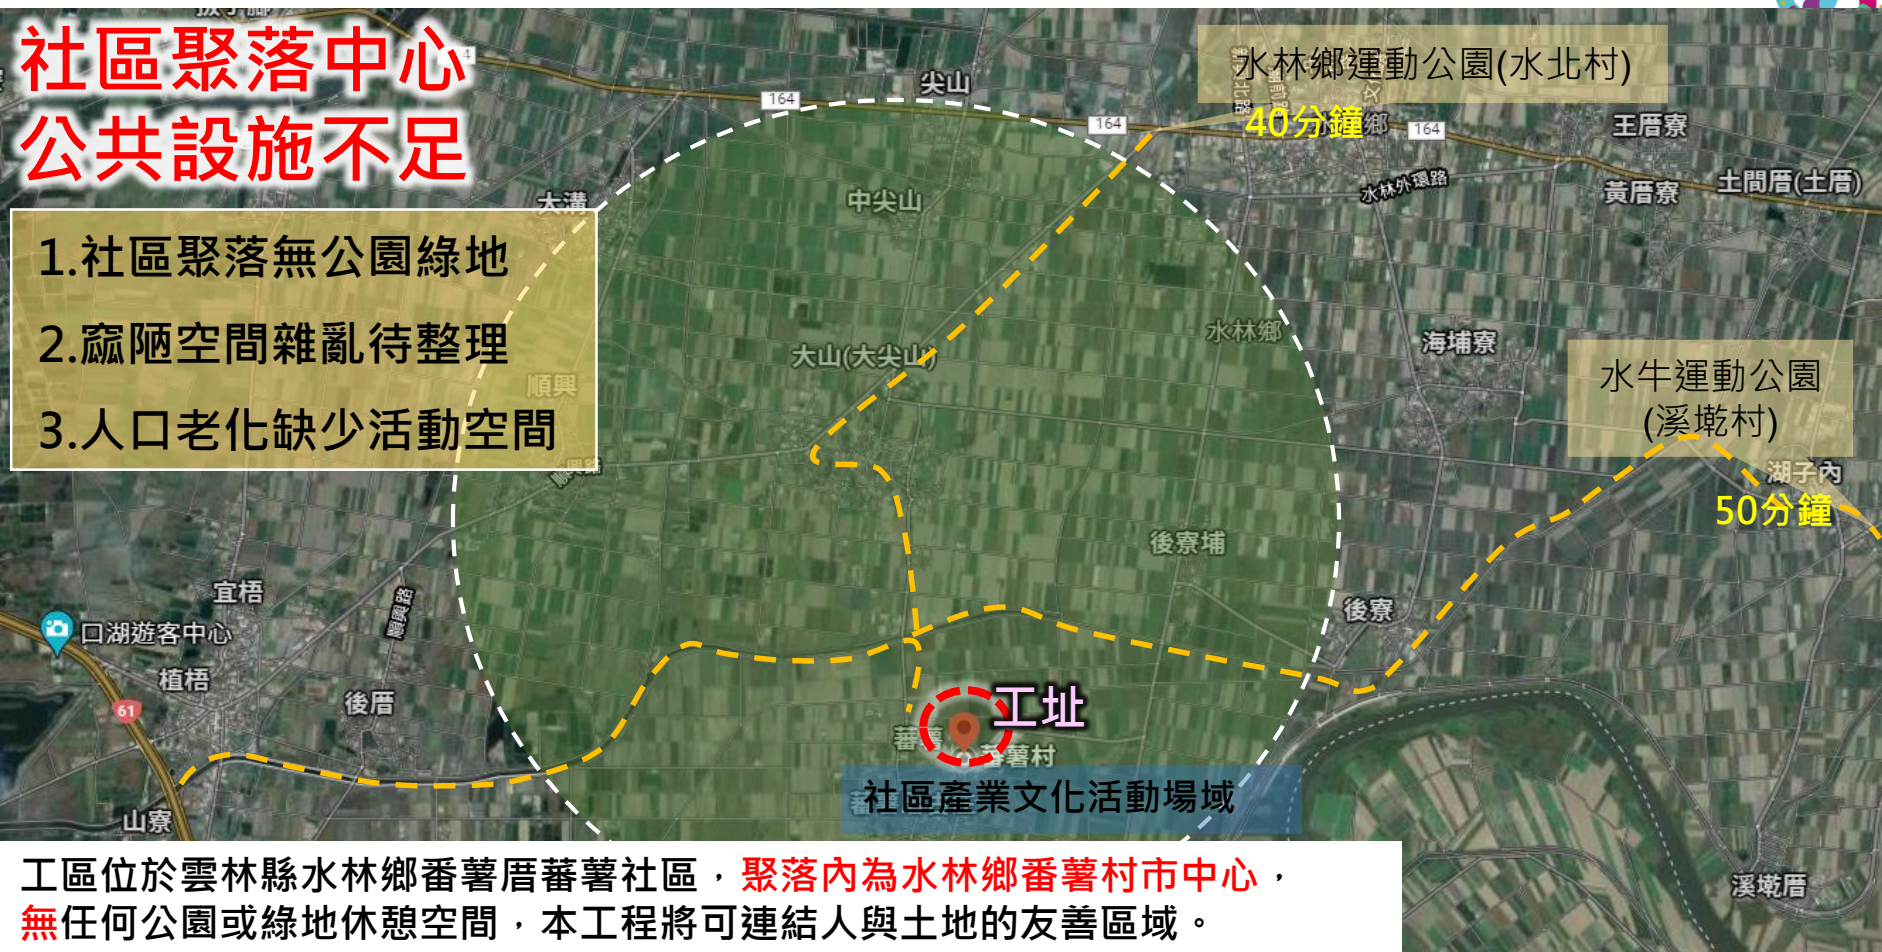 社區聚落中心
公共設施不足
1.社區聚落無公園綠地
2.窳陋空間雜亂待整理
3.人口老化缺少活動空間
水林鄉運動公園(水北村)
40分鐘
水牛運動公園
(溪墘村)
50分鐘
工址
社區產業文化活動場域
尖山
164
164
164
王厝寮
土間厝(土厝)
黃厝寮
水林外環路
大溝
中尖山
水林鄉
海埔寮
大山(大尖山)
順興
湖子內
後寮埔
後寮
宜梧
口湖遊客中心
順興路
植梧
後厝
61
山寮
蕃薯村
溪墘厝
工區位於雲林縣水林鄉番薯厝蕃薯社區，聚落內為水林鄉番薯村市中心，
無任何公園或綠地休憩空間，本工程將可連結人與土地的友善區域。